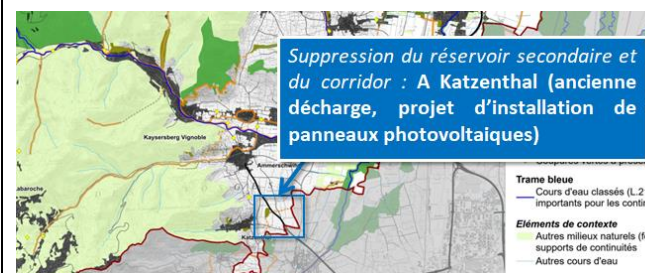 Suppression du réservoir secondaire et
du corridor : A Katzenthal (ancienne
décharge, projet d'installation de
panneaux photovoltaiques)
Kaysersberg Vignoble
Ammerschwihr
Trame bleue
Cours d'eau classés (L.2
importants pour les conti
Eléments de contexte
Autres milieux naturels (f
supports de continuités
Autres cours d'eau